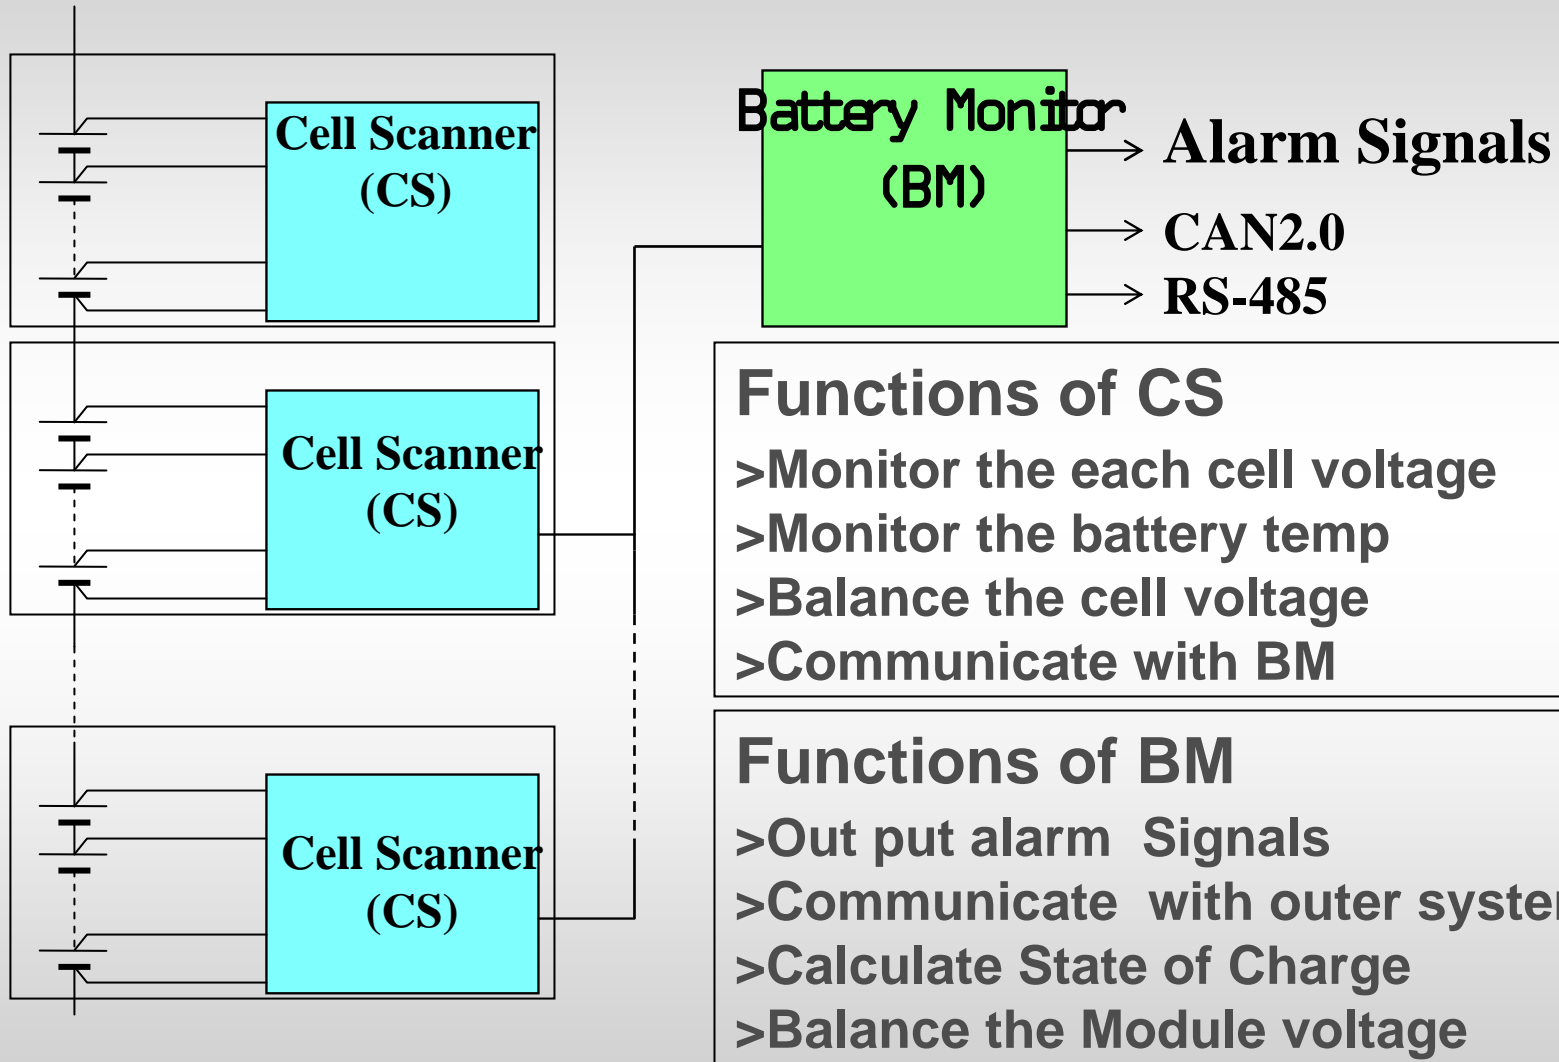 Cell Scanner
(CS)
Battery Monitor
(BM)
Alarm Signals
CAN2.0
RS-485
Cell Scanner
(CS)
Functions of CS
>Monitor the each cell voltage
>Monitor the battery temp
>Balance the cell voltage
>Communicate with BM
Cell Scanner
(CS)
Functions of BM
>Out put alarm  Signals
>Communicate  with outer system
>Calculate State of Charge
>Balance the Module voltage